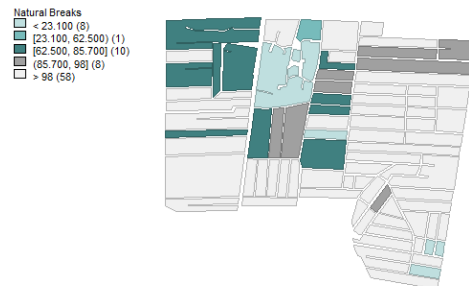 Natural Breaks
< 23.100 (8)
[23.100, 62.500) (1)
[62.500, 85.700] (10)
(85.700, 98] (8)
> 98 (58)